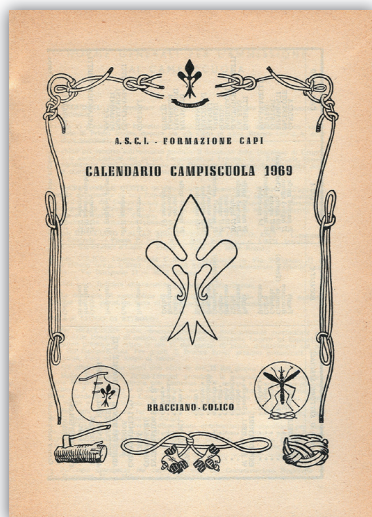 A.S.C.I. - FORMAZIONE CAPI
CALENDARIO CAMPISCUOLA 1969
BRACCIANO-COLICO